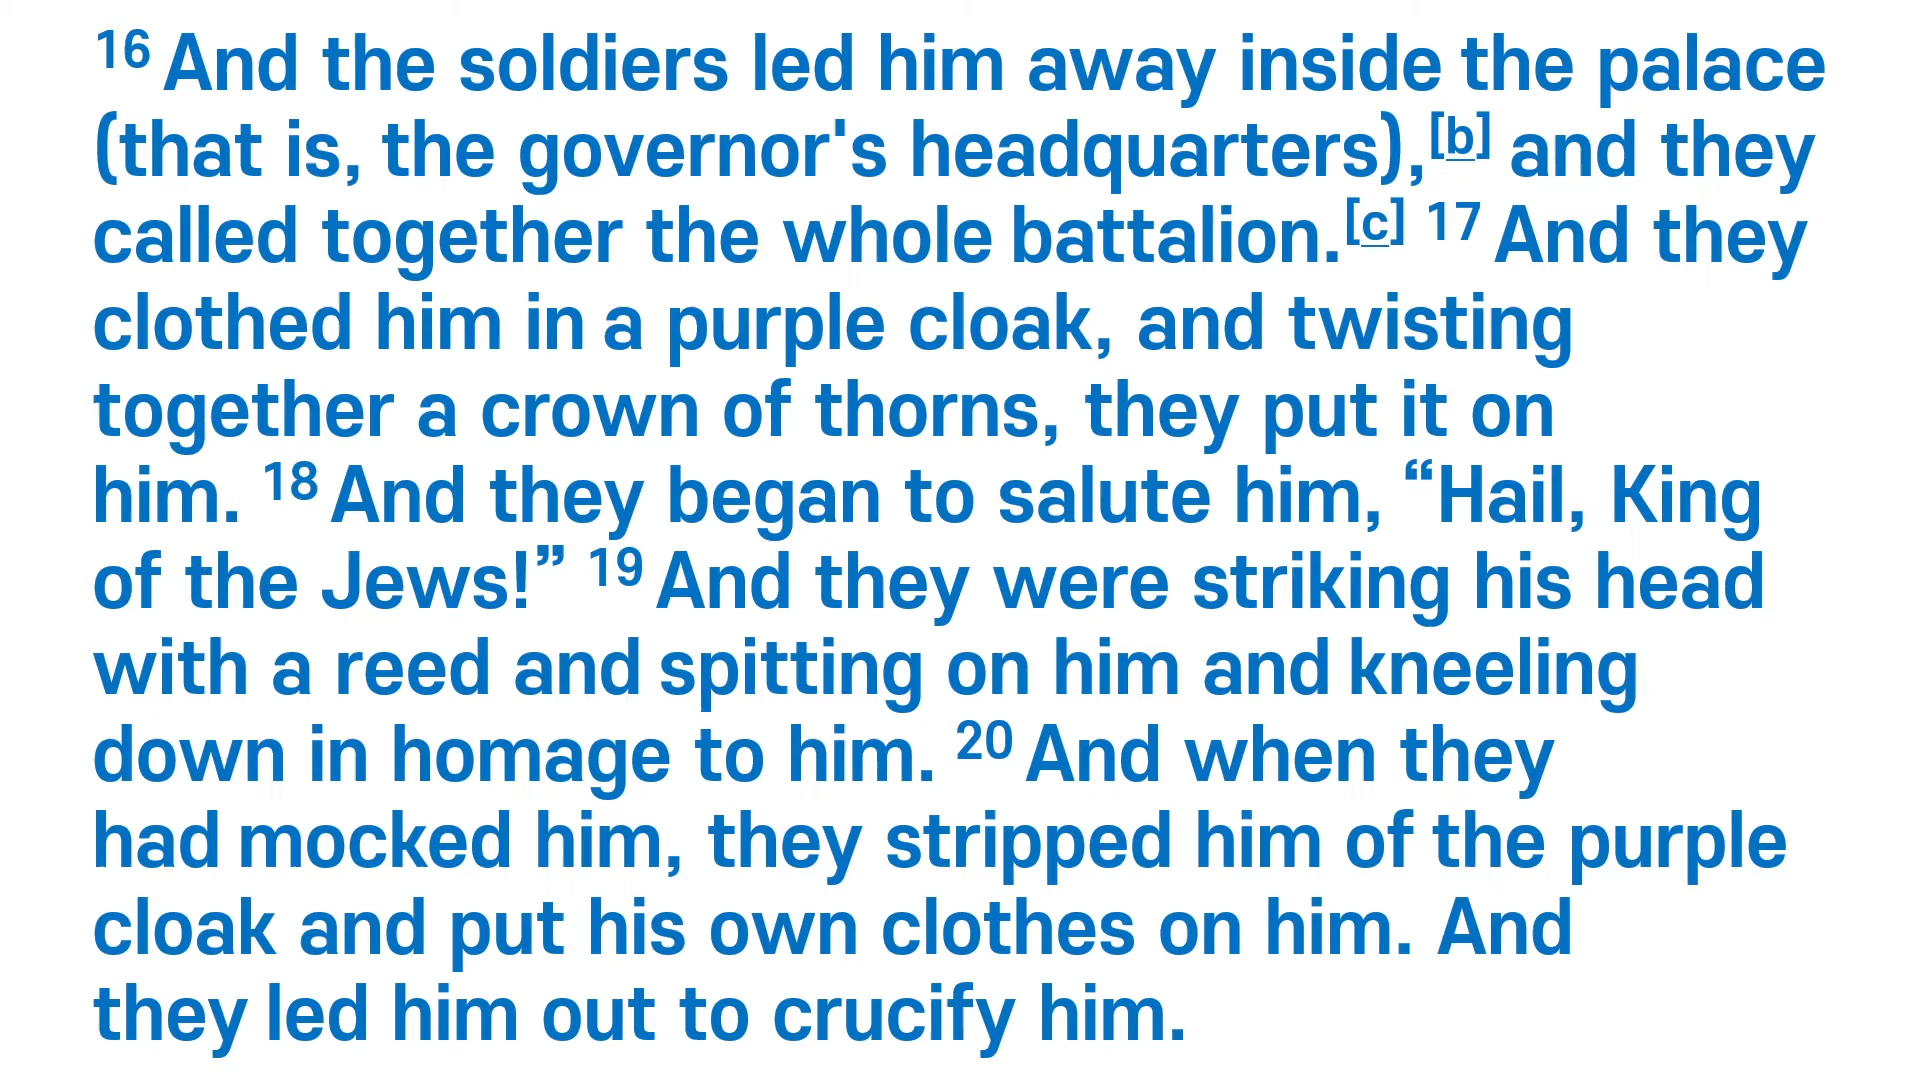 16 And the soldiers led him away inside the palace
(that is, the governor's headquarters),[b] and they
called together the whole battalion.[c] 17 And they
clothed him in a purple cloak, and twisting
together a crown of thorns, they put it on
him. 18 And they began to salute him, “Hail, King
of the Jews!” 19 And they were striking his head
with a reed and spitting on him and kneeling
down in homage to him. 20 And when they
had mocked him, they stripped him of the purple
cloak and put his own clothes on him. And
they led him out to crucify him.